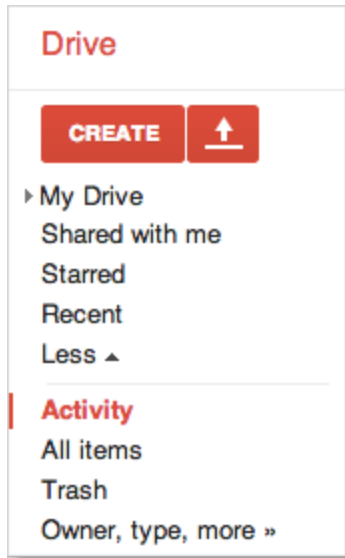 Drive
CREATE
My Drive
Shared with me
Starred
Recent
Less
Activity
All items
Trash
Owner, type, more »